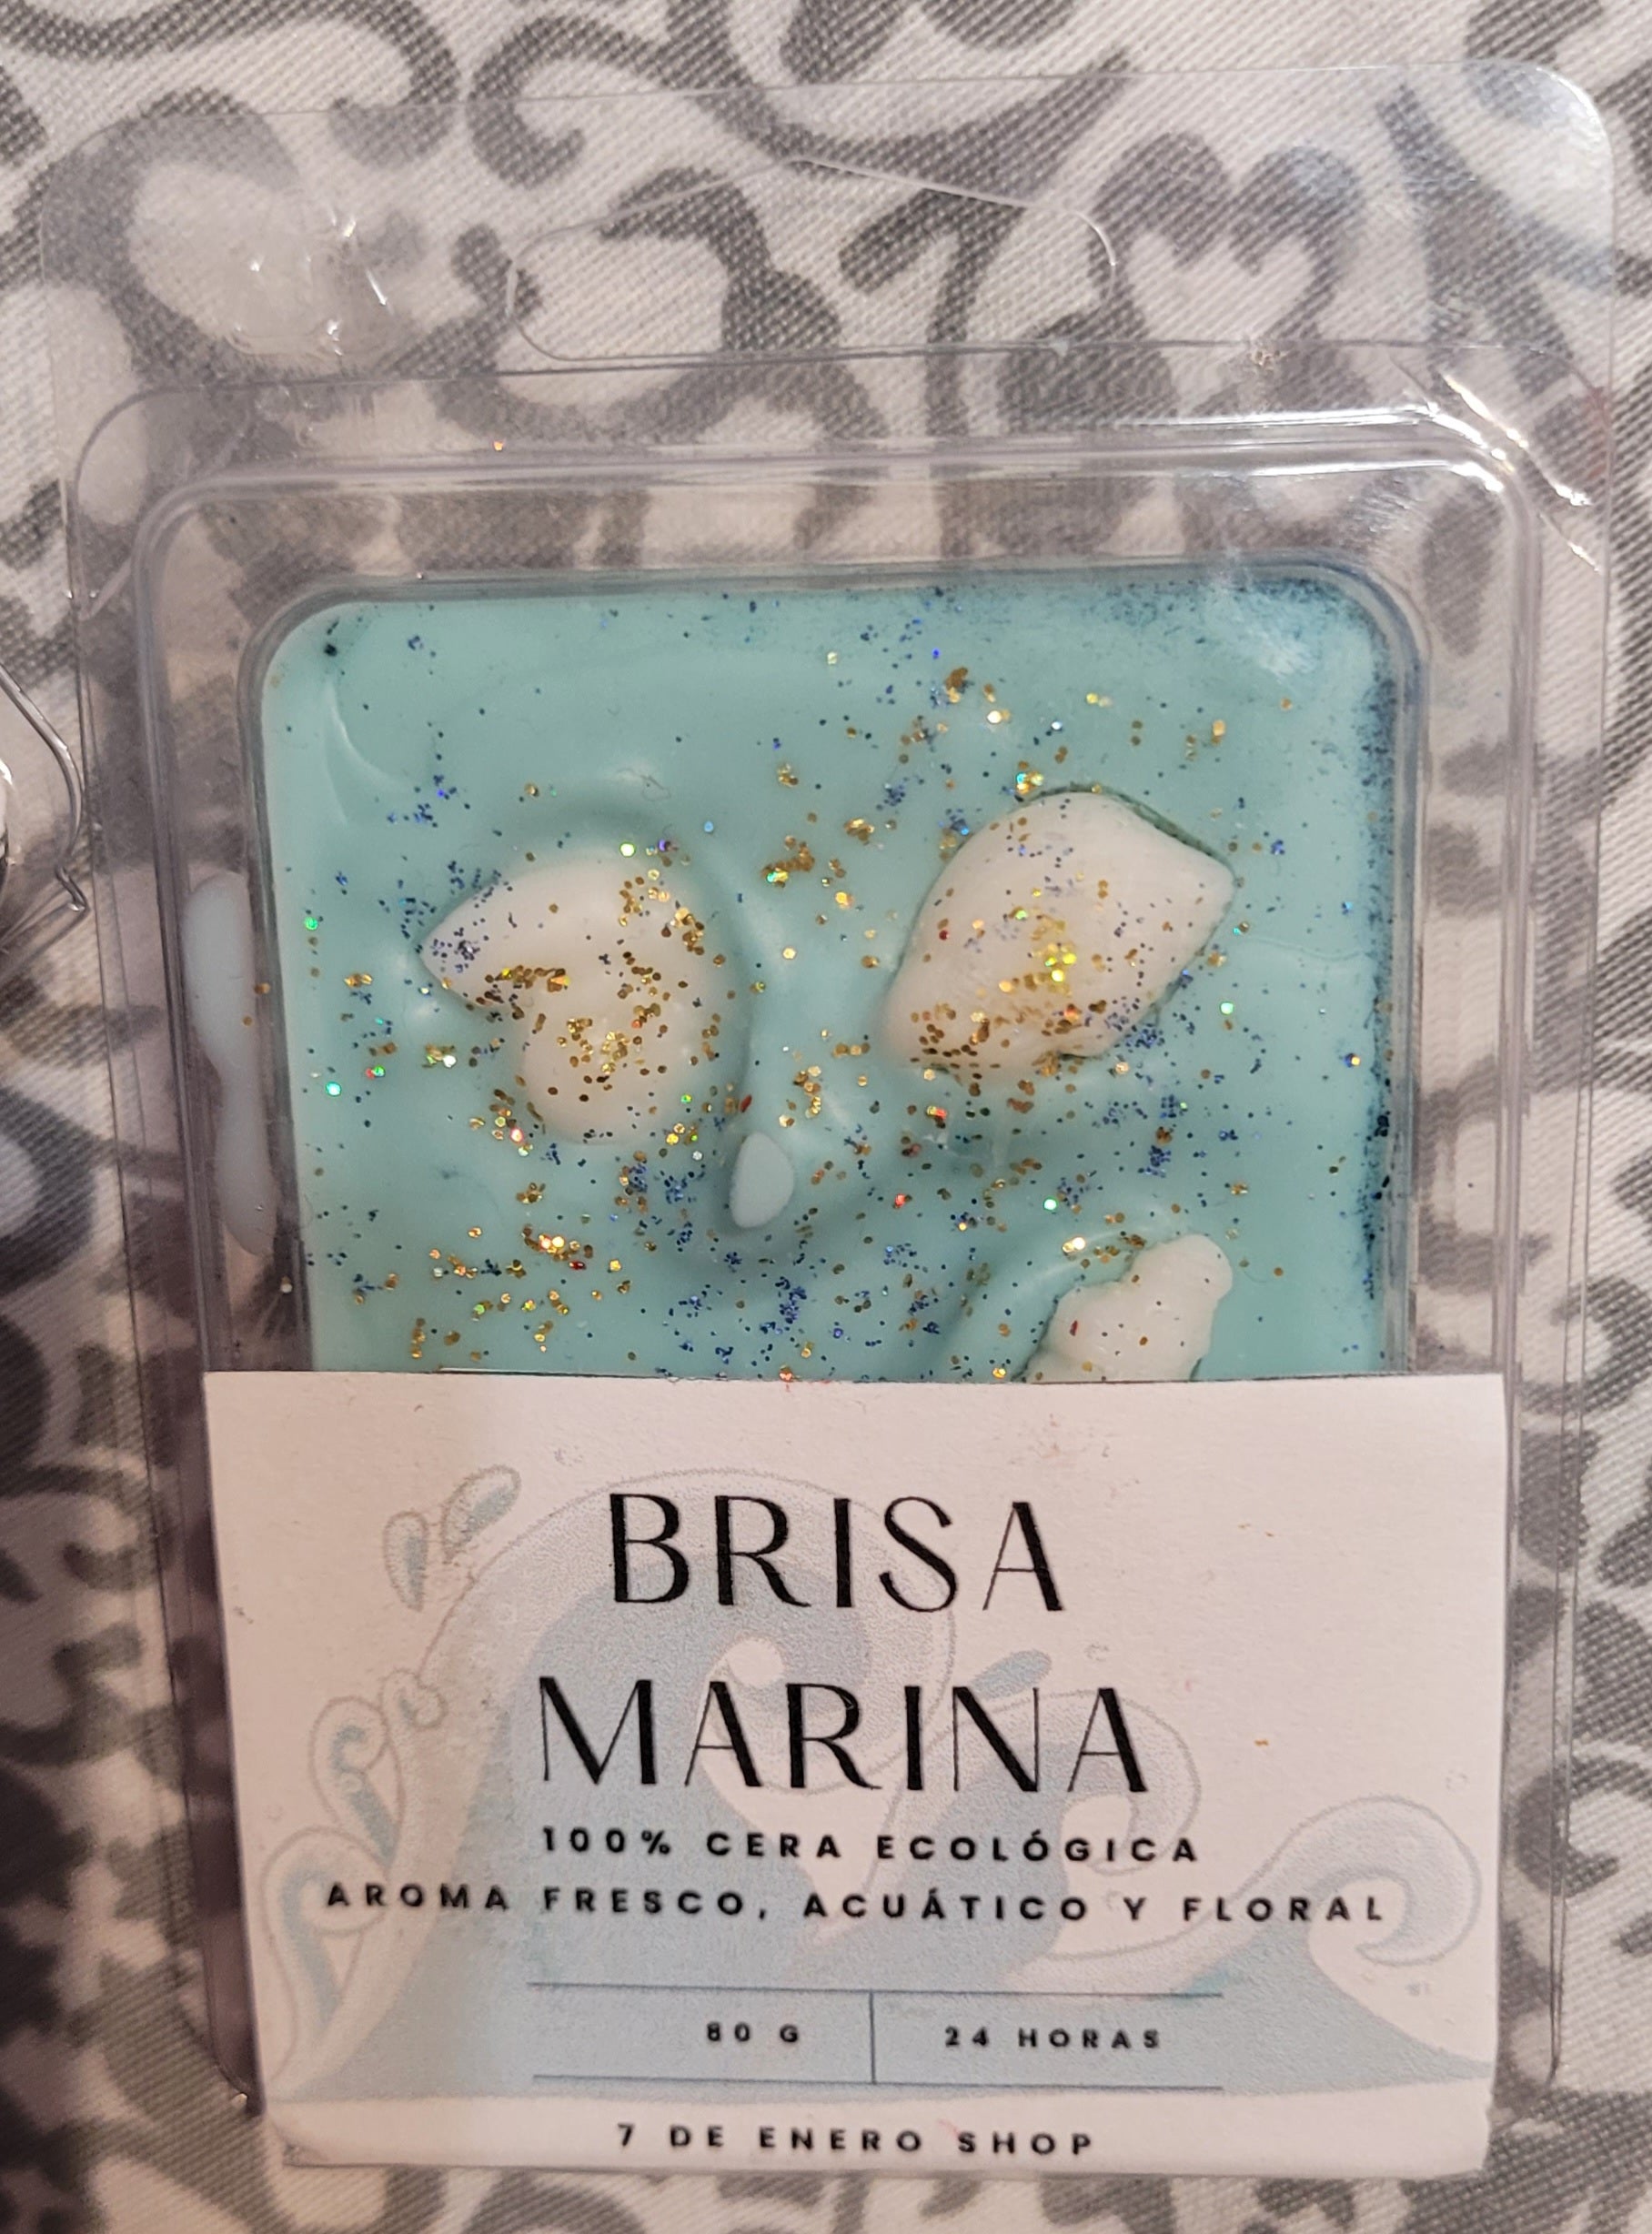 BRISA
MARINA
100% CERA ECOLÓGICA
AROMA FRESCO, ACUÁTICO Y FLORAL
80 G 24 HORAS
7 DE ENERO SHOP